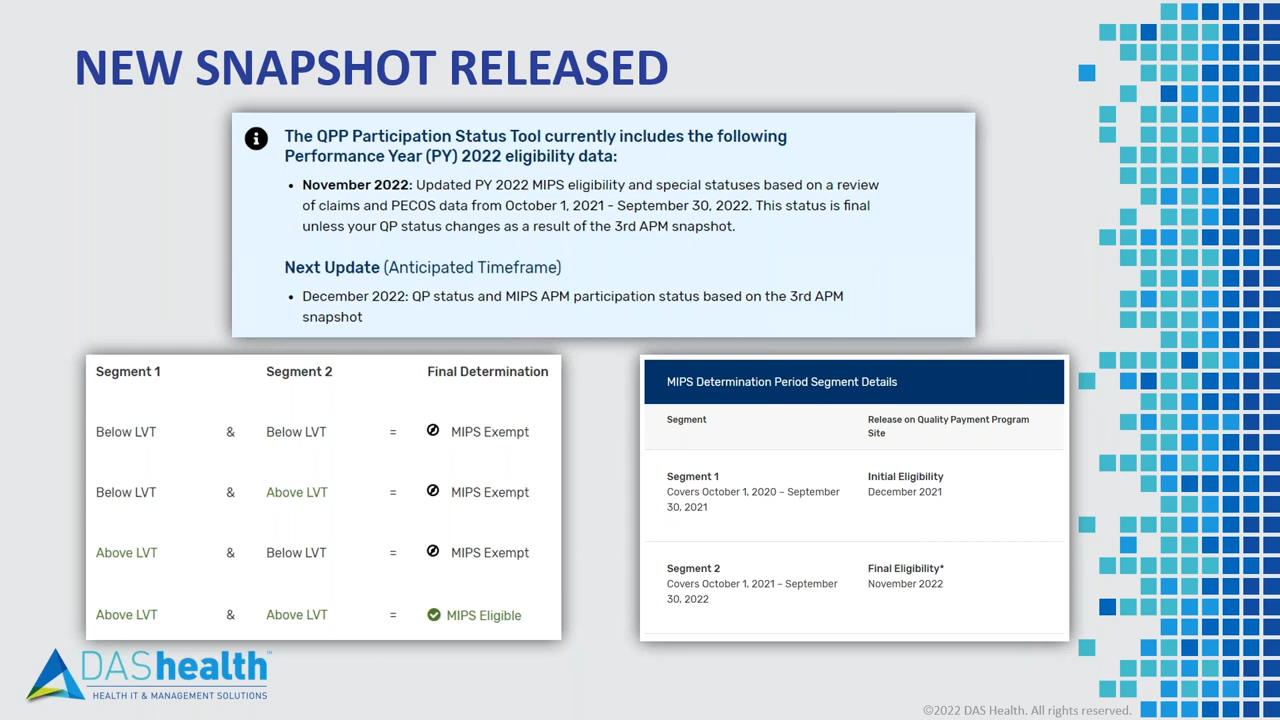 NEW SNAPSHOT RELEASED
The QPP Participation Status Tool currently includes the following
Performance Year (PY) 2022 eligibility data:
• November 2022: Updated PY 2022 MIPS eligibility and special statuses based on a review
of claims and PECOS data from October 1, 2021 - September 30, 2022. This status is final
unless your QP status changes as a result of the 3rd APM snapshot.
Next Update (Anticipated Timeframe)
• December 2022: QP status and MIPS APM participation status based on the 3rd APM
snapshot
Segment 1 Segment 2 Final Determination
Below LVT & Below LVT = MIPS Exempt
Below LVT & Above LVT = MIPS Exempt
Above LVT & Below LVT = MIPS Exempt
Above LVT & Above LVT = MIPS Eligible
MIPS Determination Period Segment Details
Segment Release on Quality Payment Program
Site
Segment 1 Initial Eligibility
Covers October 1, 2020 – September December 2021
30, 2021
Segment 2 Final Eligibility*
Covers October 1, 2021 – September November 2022
30, 2022
DAShealth™
HEALTH IT & MANAGEMENT SOLUTIONS
©2022 DAS Health. All rights reserved.